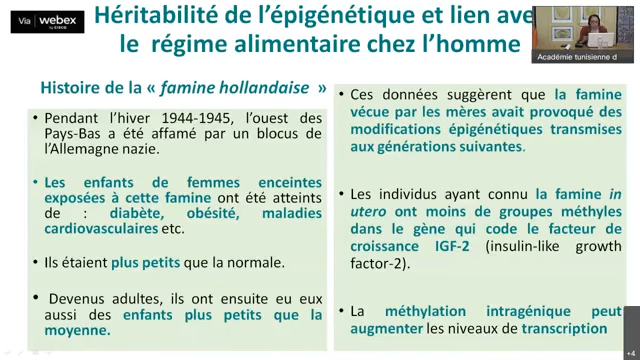 Via webex
BY CISCO
Héritabilité de l'épigénétique et lien ave
le régime alimentaire chez l'homme
Académie tunisienne d
Histoire de la « famine hollandaise »
• Pendant l'hiver 1944-1945, l'ouest des
Pays-Bas a été affamé par un blocus de
l'Allemagne nazie.
• Les enfants de femmes enceintes
exposées à cette famine ont été atteints
de : diabète, obésité, maladies
cardiovasculaires etc.
• Ils étaient plus petits que la normale.
• Devenus adultes, ils ont ensuite eu eux
aussi des enfants plus petits que la
moyenne.
• Ces données suggèrent que la famine
vécue par les mères avait provoqué des
modifications épigénétiques transmises
aux générations suivantes.
• Les individus ayant connu la famine in
utero ont moins de groupes méthyles
dans le gène qui code le facteur de
croissance IGF-2 (insulin-like growth
factor-2).
• La méthylation intragénique peut
augmenter les niveaux de transcription
+4